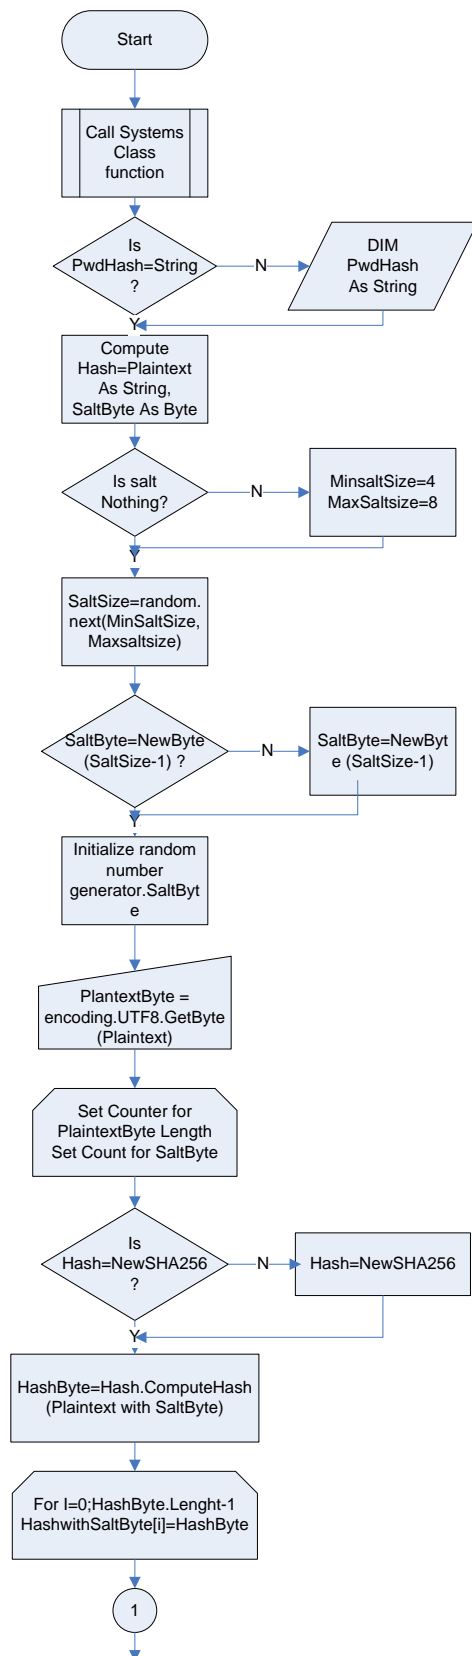 Start
Call Systems
Class
function
Is
PwdHash=String
?
N
DIM
PwdHash
As String
Y
Compute
Hash=Plaintext
As String,
SaltByte As Byte
Is salt
Nothing?
N
MinsaltSize=4
MaxSaltsize=8
Y
SaltSize=random.
next(MinSaltSize,
Maxsaltsize)
SaltByte=NewByte
(SaltSize-1) ?
N
SaltByte=NewByt
e (SaltSize-1)
Y
Initialize random
number
generator.SaltByt
e
PlantextByte =
encoding.UTF8.GetByte
(Plaintext)
Set Counter for
PlaintextByte Length
Set Count for SaltByte
Is
Hash=NewSHA256
?
N
Hash=NewSHA256
Y
HashByte=Hash.ComputeHash
(Plaintext with SaltByte)
For I=0;HashByte.Lenght-1
HashwithSaltByte[i]=HashByte
1